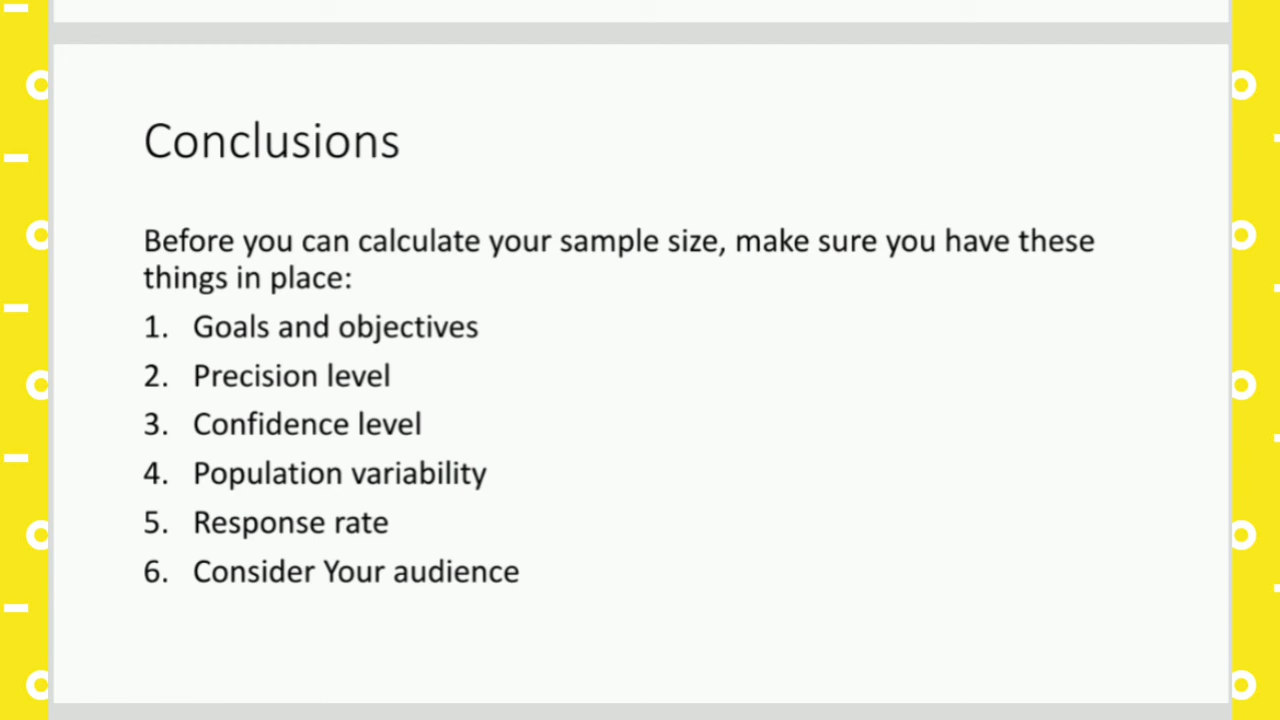 Conclusions
Before you can calculate your sample size, make sure you have these
things in place:
1. Goals and objectives
2. Precision level
3. Confidence level
4. Population variability
5. Response rate
6. Consider Your audience